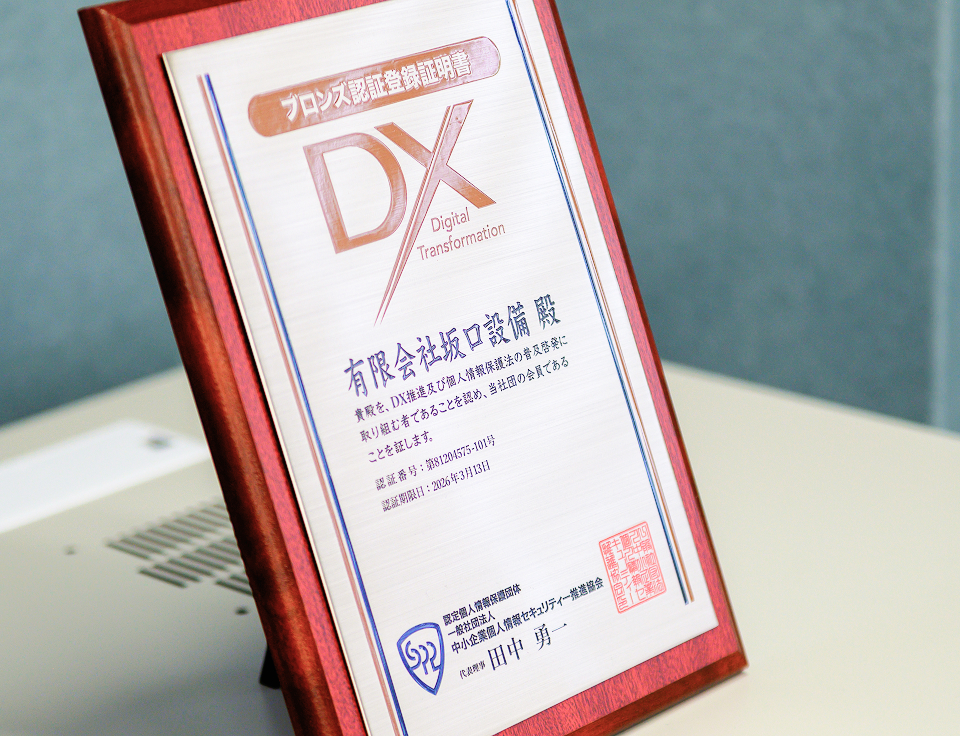 ブロンズ認証登録証明書
DX
Digital
Transformation
有限会社坂口設備 殿
貴殿を、DX推進及び個人情報保護法の普及啓発に
取り組む者であることを認め、当社団の会員である
ことを証します。
認証番号：第81204575-101号
認証期限日：2026年3月13日
認定個人情報保護団体
一般社団法人
中小企業個人情報セキュリティー推進協会
代表理事 田中 勇一
SPL